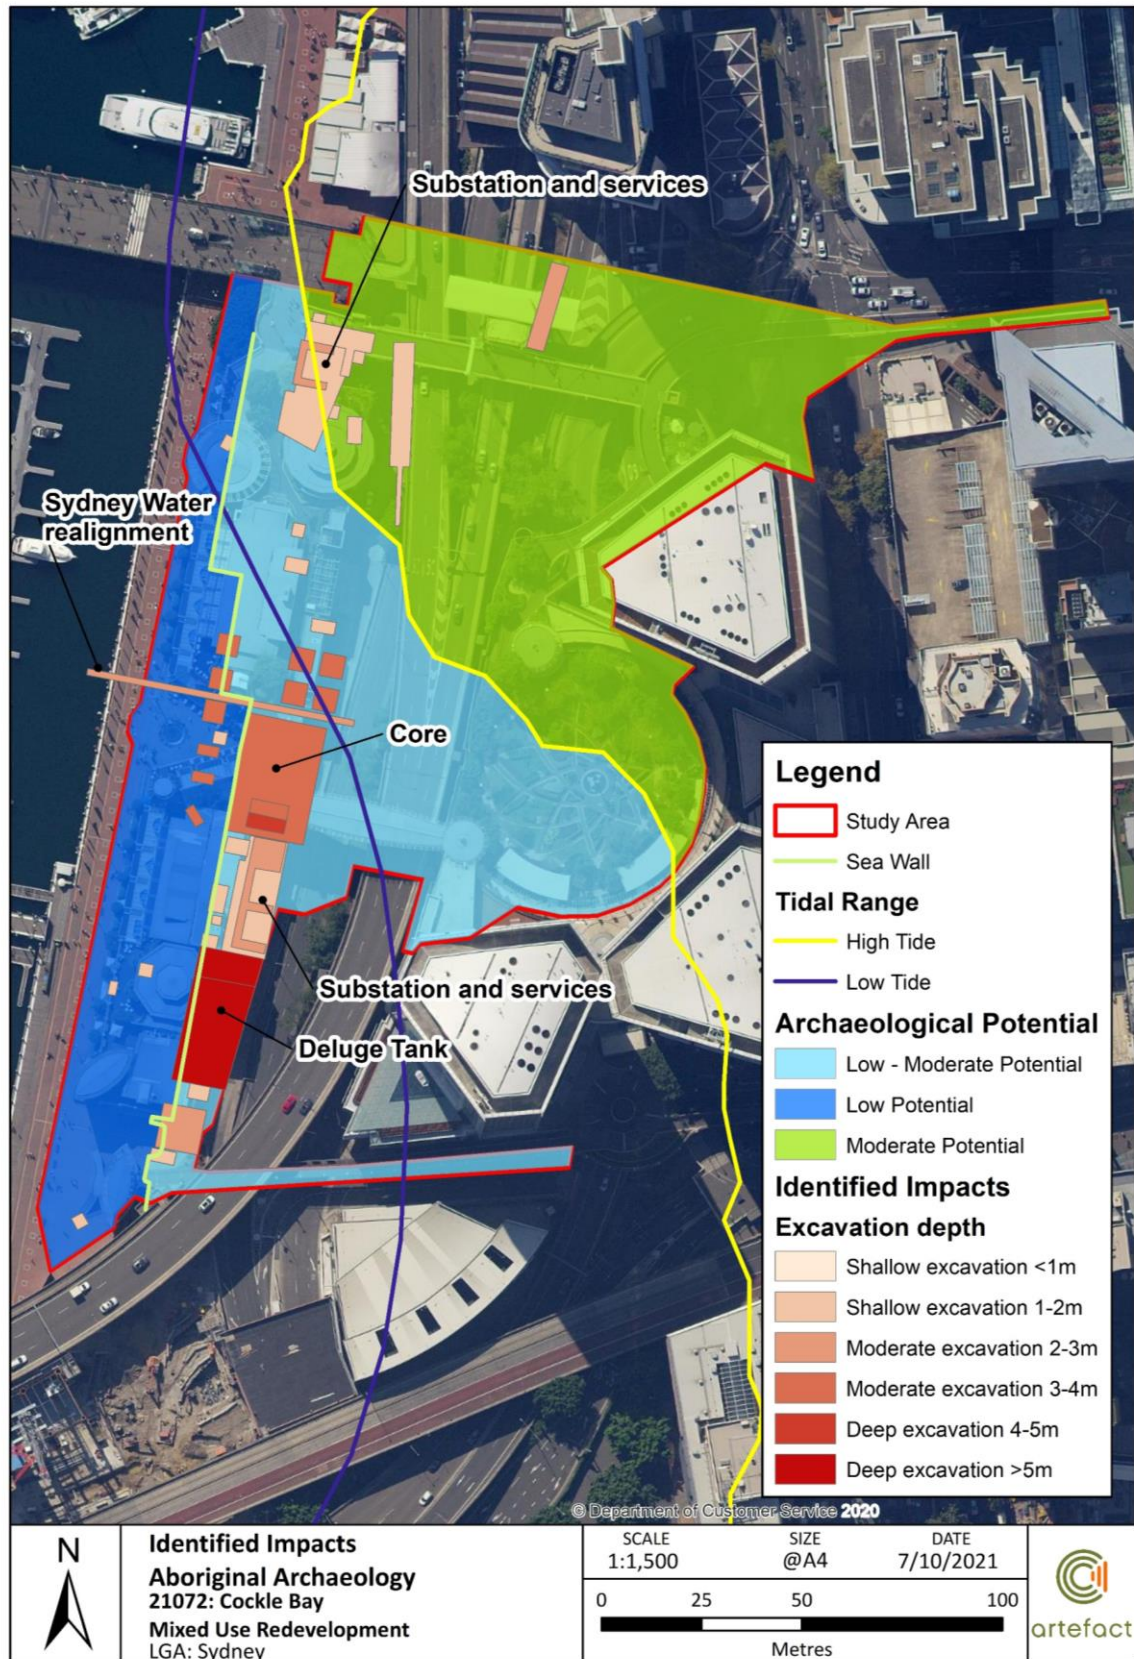 Substation and services
Sydney Water
realignment
Core
Substation and services
Deluge Tank
Legend
Study Area
Sea Wall
Tidal Range
High Tide
Low Tide
Archaeological Potential
Low - Moderate Potential
Low Potential
Moderate Potential
Identified Impacts
Excavation depth
Shallow excavation <1m
Shallow excavation 1-2m
Moderate excavation 2-3m
Moderate excavation 3-4m
Deep excavation 4-5m
Deep excavation >5m
© Department of Customer Service 2020
N
Identified Impacts
Aboriginal Archaeology
21072: Cockle Bay
Mixed Use Redevelopment
LGA: Sydney
SCALE SIZE DATE
1:1,500 @A4 7/10/2021
0 25 50 100
Metres
artefact